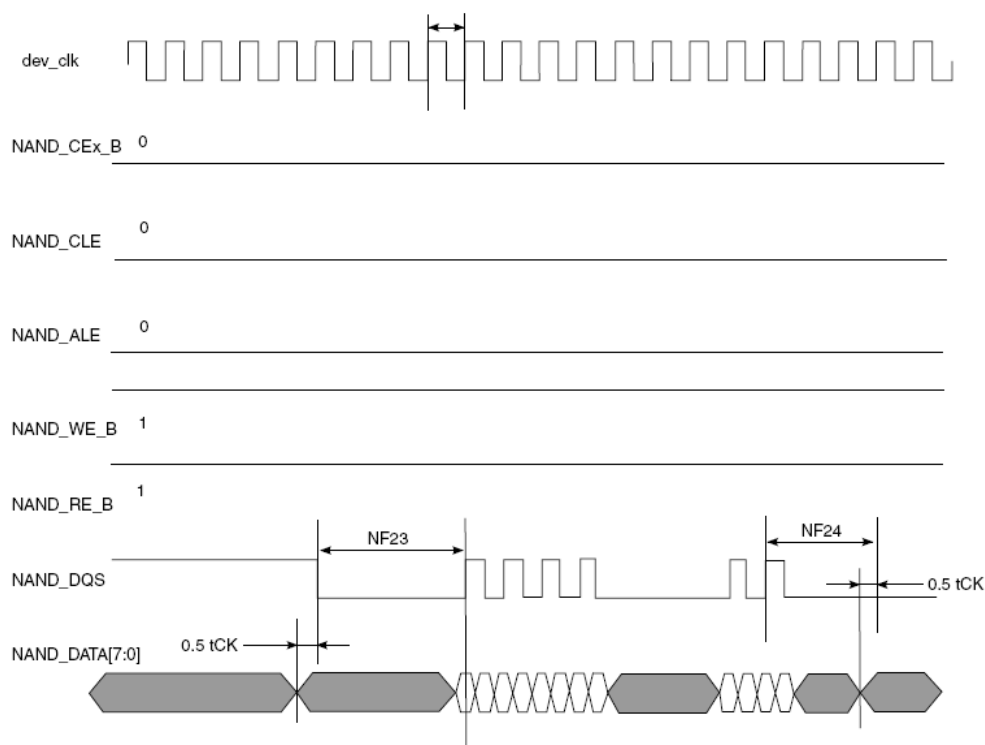 dev_clk
NAND_CEx_B 0
NAND_CLE 0
NAND_ALE 0
NAND_WE_B 1
NAND_RE_B 1
NF23
NF24
NAND_DQS
0.5 tCK
NAND_DATA[7:0]
0.5 tCK